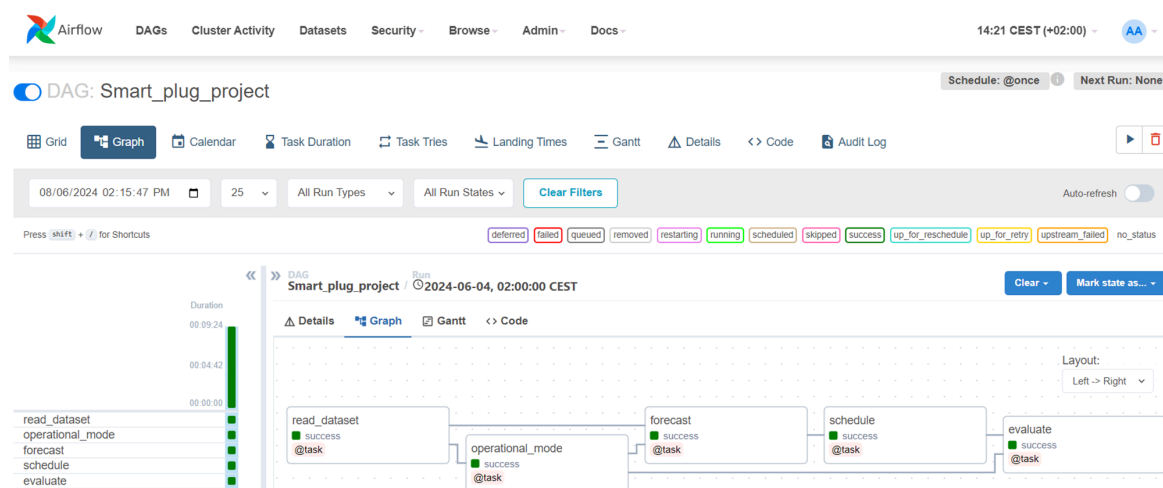 Airflow DAGs Cluster Activity Datasets Security Browse Admin Docs 14:21 CEST (+02:00) AA
DAG: Smart_plug_project Schedule: @once Next Run: None
Grid Graph Calendar Task Duration Task Tries Landing Times Gantt Details Code Audit Log
08/06/2024 02:15:47 PM 25 All Run Types All Run States Clear Filters Auto-refresh
Press shift + / for Shortcuts deferred failed queued removed restarting running scheduled skipped success up_for_reschedule up_for_retry upstream_failed no_status
DAG Run
Smart_plug_project / 2024-06-04, 02:00:00 CEST Clear Mark state as...
Duration
00:09:24
00:04:42
00:00:00
read_dataset
operational_mode
forecast
schedule
evaluate
Details Graph Gantt Code
Layout:
Left -> Right
read_dataset
success
@task
operational_mode
success
@task
forecast
success
@task
schedule
success
@task
evaluate
success
@task